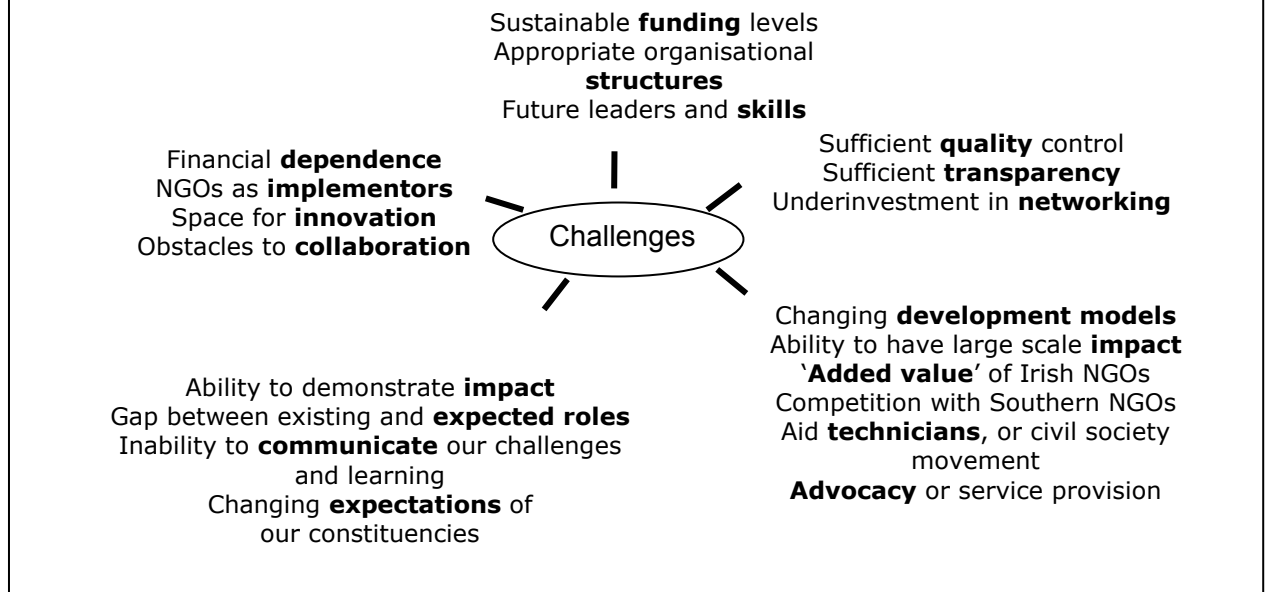 Sustainable funding levels
Appropriate organisational
structures
Future leaders and skills
Sufficient quality control
Sufficient transparency
Underinvestment in networking
Financial dependence
NGOs as implementors
Space for innovation
Obstacles to collaboration
Challenges
Changing development models
Ability to have large scale impact
‘Added value’ of Irish NGOs
Competition with Southern NGOs
Aid technicians, or civil society
movement
Advocacy or service provision
Ability to demonstrate impact
Gap between existing and expected roles
Inability to communicate our challenges
and learning
Changing expectations of
our constituencies